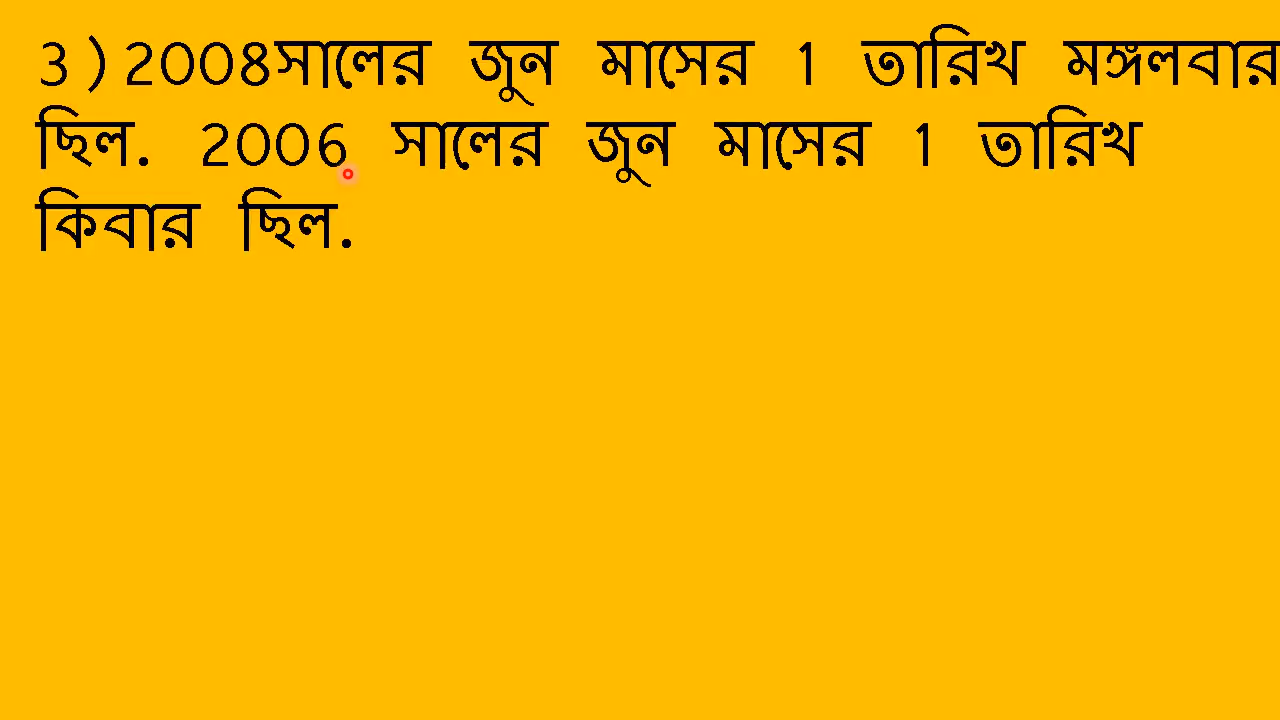 3)2008সালের জুন মাসের 1 তারিখ মঙ্গলবার
ছিল. 2006 সালের জুন মাসের 1 তারিখ
কিবার ছিল.